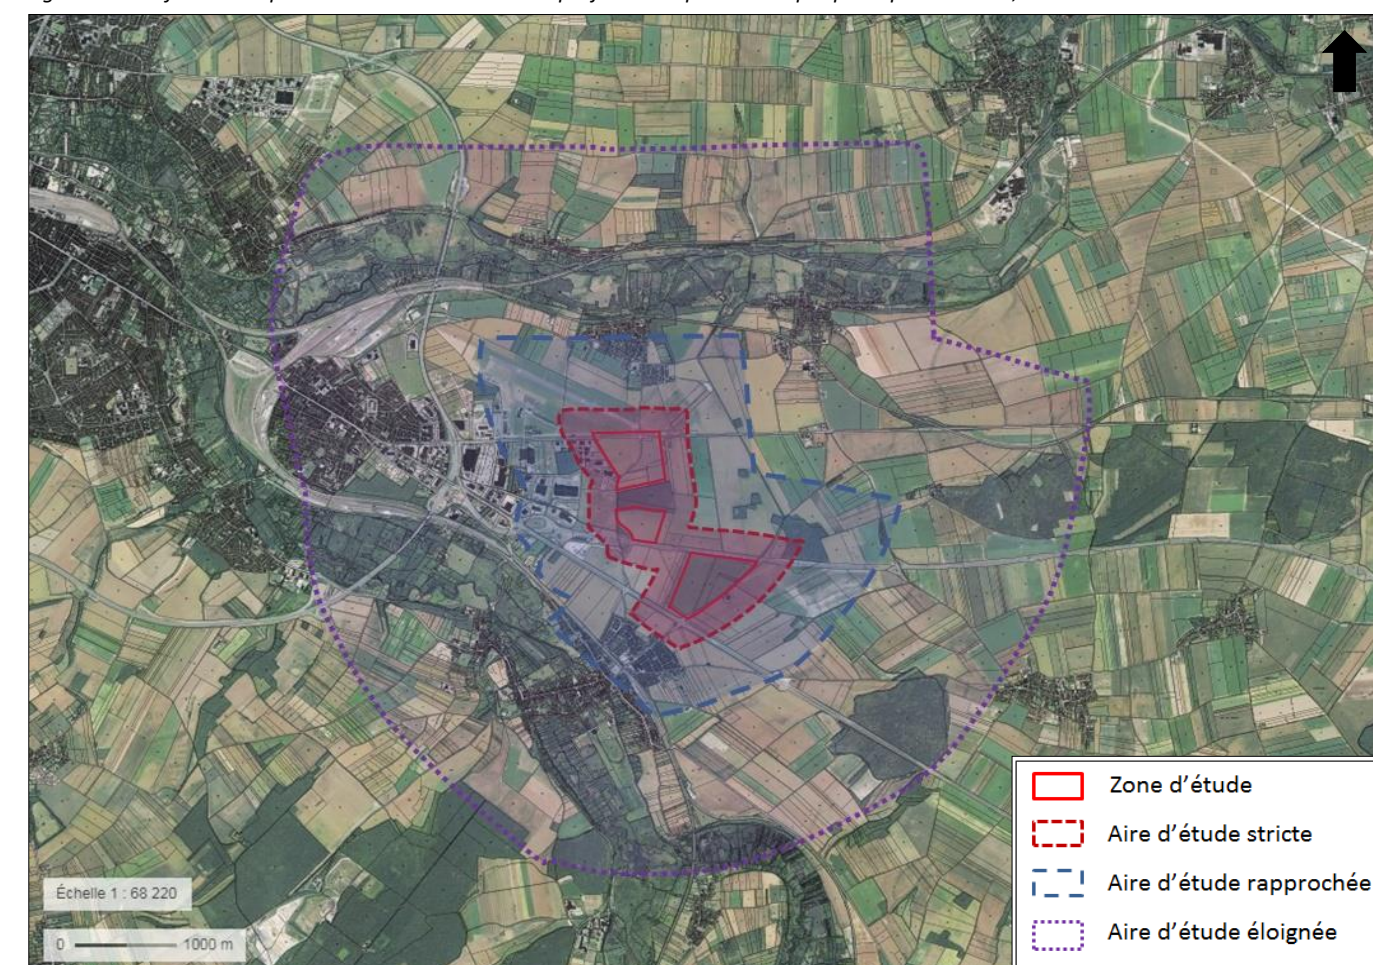 Échelle 1 : 68 220
0 1000 m
Zone d’étude
Aire d’étude stricte
Aire d’étude rapprochée
Aire d’étude éloignée